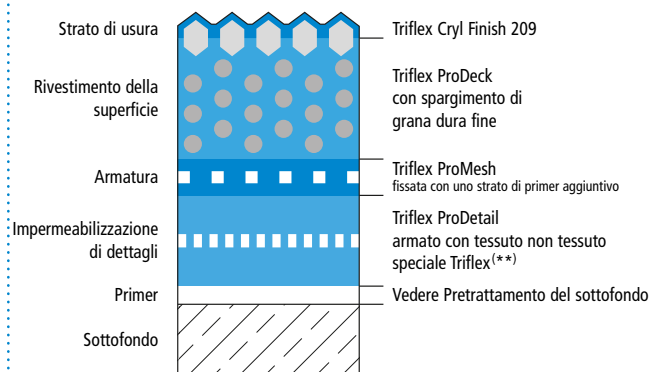 Strato di usura
Triflex Cryl Finish 209
Rivestimento della
superficie
Triflex ProDeck
con spargimento di
grana dura fine
Armatura
Triflex ProMesh
fissata con uno strato di primer aggiuntivo
Impermeabilizzazione
di dettagli
Triflex ProDetail
armato con tessuto non tessuto
speciale Triflex(**)
Primer
Vedere Pretrattamento del sottofondo
Sottofondo